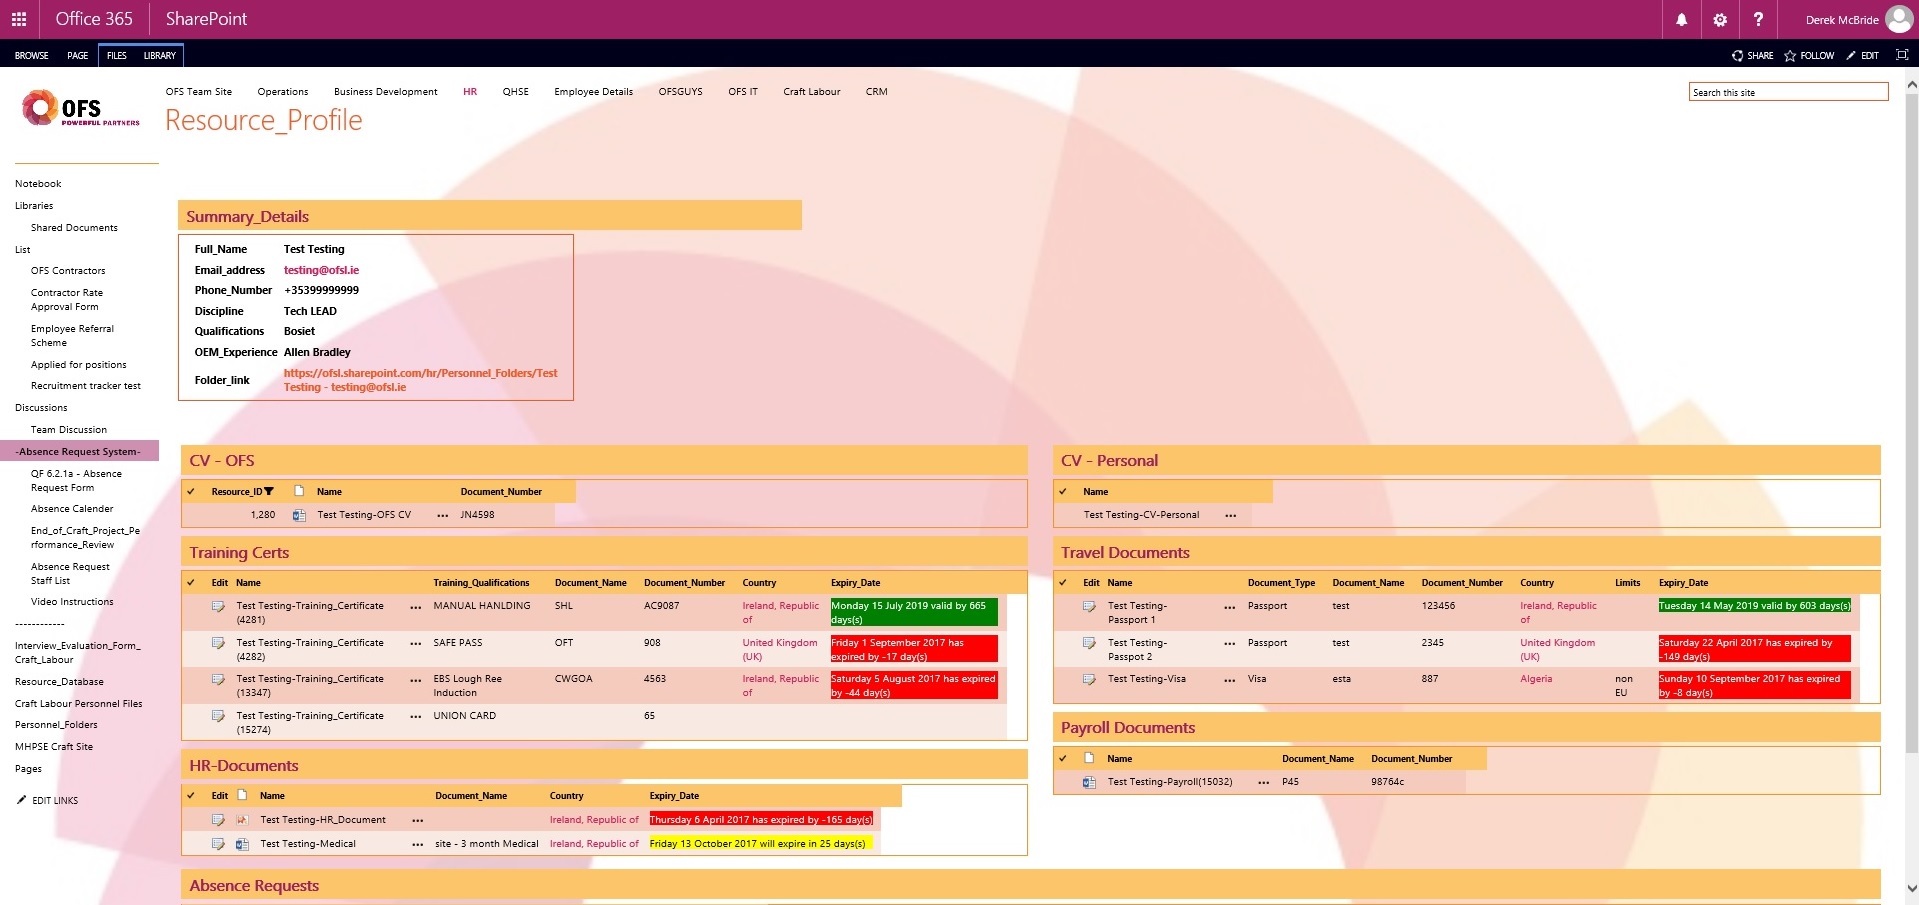 Office 365
SharePoint
Derek McBride
BROWSE PAGE FILES LIBRARY
SHARE FOLLOW EDIT
OFS
POWERFUL PARTNERS
OFS Team Site Operations Business Development HR QHSE Employee Details OFSGUYS OFS IT Craft Labour CRM
Search this site
Resource_Profile
Notebook
Libraries
Shared Documents
List
OFS Contractors
Contractor Rate
Approval Form
Employee Referral
Scheme
Applied for positions
Recruitment tracker test
Discussions
Team Discussion
-Absence Request System-
QF 6.2.1a - Absence
Request Form
Absence Calender
End_of_Craft_Project_Pe
rformance_Review
Absence Request
Staff List
Video Instructions
------------
Interview_Evaluation_Form_
Craft_Labour
Resource_Database
Craft Labour Personnel Files
Personnel_Folders
MHPSE Craft Site
Pages
EDIT LINKS
Summary_Details
Full_Name Test Testing
Email_address testing@ofsl.ie
Phone_Number +35399999999
Discipline Tech LEAD
Qualifications Bosiet
OEM_Experience Allen Bradley
Folder_link https://ofsl.sharepoint.com/hr/Personnel_Folders/Test
Testing - testing@ofsl.ie
CV - OFS
Resource_ID Name Document_Number
1,280 Test Testing-OFS CV ... JN4598
Training Certs
Edit Name Training_Qualifications Document_Name Document_Number Country Expiry_Date
Test Testing-Training_Certificate ... MANUAL HANLDING SHL AC9087 Ireland, Republic Monday 15 July 2019 valid by 665
(4281) of days(s)
Test Testing-Training_Certificate ... SAFE PASS OFT 908 United Kingdom Friday 1 September 2017 has
(4282) (UK) expired by -17 day(s)
Test Testing-Training_Certificate ... EBS Lough Ree CWGOA 4563 Ireland, Republic Saturday 5 August 2017 has expired
(13347) Induction of by -44 day(s)
Test Testing-Training_Certificate ... UNION CARD 65
(15274)
HR-Documents
Edit Name Document_Name Country Expiry_Date
Test Testing-HR_Document ... Ireland, Republic of Thursday 6 April 2017 has expired by -165 day(s)
Test Testing-Medical ... site - 3 month Medical Ireland, Republic of Friday 13 October 2017 will expire in 25 days(s)
CV - Personal
Name
Test Testing-CV-Personal ...
Travel Documents
Edit Name Document_Type Document_Name Document_Number Country Limits Expiry_Date
Test Testing- ... Passport test 123456 Ireland, Republic Tuesday 14 May 2019 valid by 603 days(s)
Passport 1 of
Test Testing- ... Passport test 2345 United Kingdom Saturday 22 April 2017 has expired by
Passpot 2 (UK) -149 day(s)
Test Testing-Visa ... Visa esta 887 Algeria non Sunday 10 September 2017 has expired
EU by -8 day(s)
Payroll Documents
Name Document_Name Document_Number
Test Testing-Payroll(15032) ... P45 98764c
Absence Requests